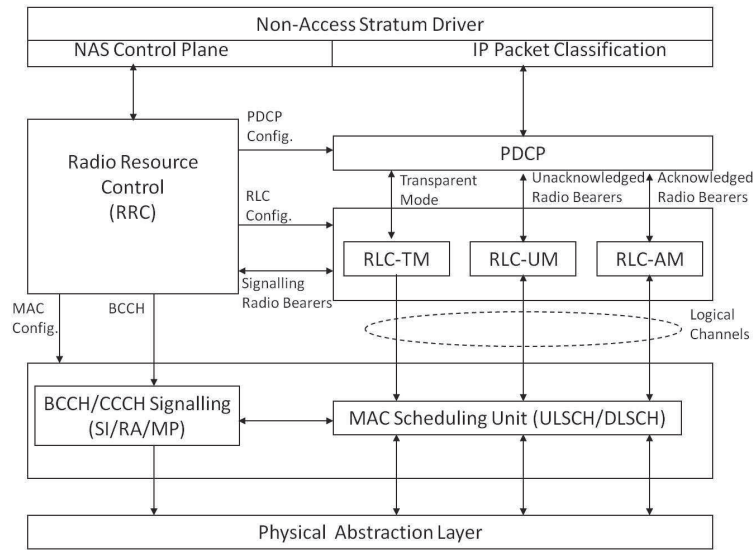 Non-Access Stratum Driver
NAS Control Plane
IP Packet Classification
PDCP
Config.
Radio Resource
Control
(RRC)
PDCP
Transparent
Mode
Unacknowledged
Radio Bearers
Acknowledged
Radio Bearers
RLC
Config.
RLC-TM
RLC-UM
RLC-AM
Signalling
Radio Bearers
MAC
Config.
BCCH
Logical
Channels
BCCH/CCCH Signalling
(SI/RA/MP)
MAC Scheduling Unit (ULSCH/DLSCH)
Physical Abstraction Layer